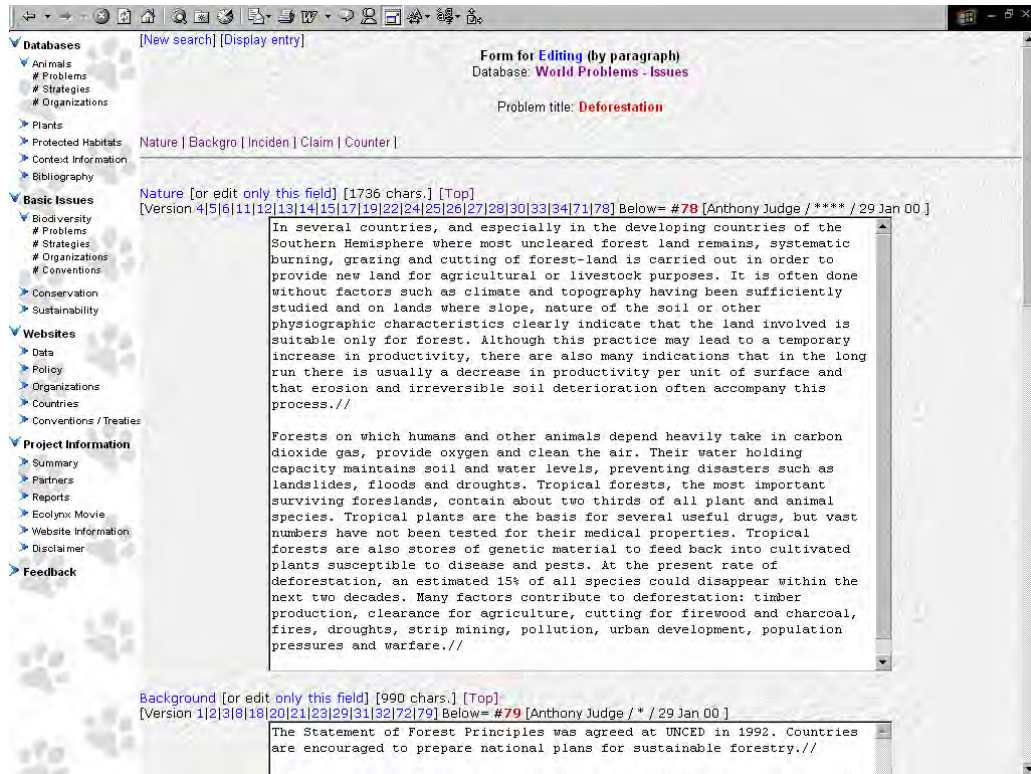 Databases
Animals
# Problems
# Strategies
# Organizations
Plants
Protected Habitats
Context Information
Bibliography
Basic Issues
Biodiversity
# Problems
# Strategies
# Organizations
# Conventions
Conservation
Sustainability
Websites
Data
Policy
Organizations
Countries
Conventions / Treaties
Project Information
Summary
Partners
Reports
Ecolynx Movie
Website Information
Disclaimer
Feedback
[New search] [Display entry]
Form for Editing (by paragraph)
Database: World Problems - Issues
Problem title: Deforestation
Nature | Backgro | Inciden | Claim | Counter |
Nature [or edit only this field] [1736 chars.] [Top]
[Version 4|5|6|11|12|13|14|15|17|19|22|24|25|26|27|28|30|33|34|71|78] Below= #78 [Anthony Judge / **** / 29 Jan 00 ]
In several countries, and especially in the developing countries of the
Southern Hemisphere where most uncleared forest land remains, systematic
burning, grazing and cutting of forest-land is carried out in order to
provide new land for agricultural or livestock purposes. It is often done
without factors such as climate and topography having been sufficiently
studied and on lands where slope, nature of the soil or other
physiographic characteristics clearly indicate that the land involved is
suitable only for forest. Although this practice may lead to a temporary
increase in productivity, there are also many indications that in the long
run there is usually a decrease in productivity per unit of surface and
that erosion and irreversible soil deterioration often accompany this
process.//
Forests on which humans and other animals depend heavily take in carbon
dioxide gas, provide oxygen and clean the air. Their water holding
capacity maintains soil and water levels, preventing disasters such as
landslides, floods and droughts. Tropical forests, the most important
surviving foreslands, contain about two thirds of all plant and animal
species. Tropical plants are the basis for several useful drugs, but vast
numbers have not been tested for their medical properties. Tropical
forests are also stores of genetic material to feed back into cultivated
plants susceptible to disease and pests. At the present rate of
deforestation, an estimated 15% of all species could disappear within the
next two decades. Many factors contribute to deforestation: timber
production, clearance for agriculture, cutting for firewood and charcoal,
fires, droughts, strip mining, pollution, urban development, population
pressures and warfare.//
Background [or edit only this field] [990 chars.] [Top]
[Version 1|2|3|8|18|20|21|23|29|31|32|72|79] Below= #79 [Anthony Judge / * / 29 Jan 00 ]
The Statement of Forest Principles was agreed at UNCED in 1992. Countries
are encouraged to prepare national plans for sustainable forestry.//